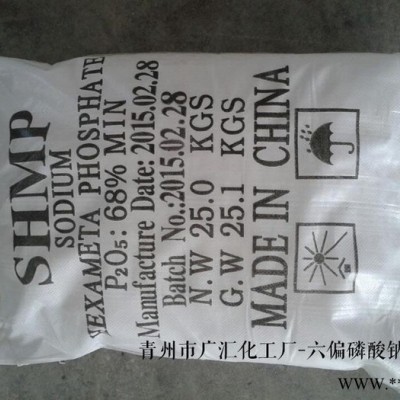 SHMP
SODIUM
HEXAMETA PHOSPHATE
P2O5: 68% MIN
Manufacture Date: 2015.02.28
Batch No.:2015.02.28
N.W 25.0 KGS
G.W 25.1 KGS
MADE IN CHINA
青州市广汇化工厂-六偏磷酸钠
WWW.**